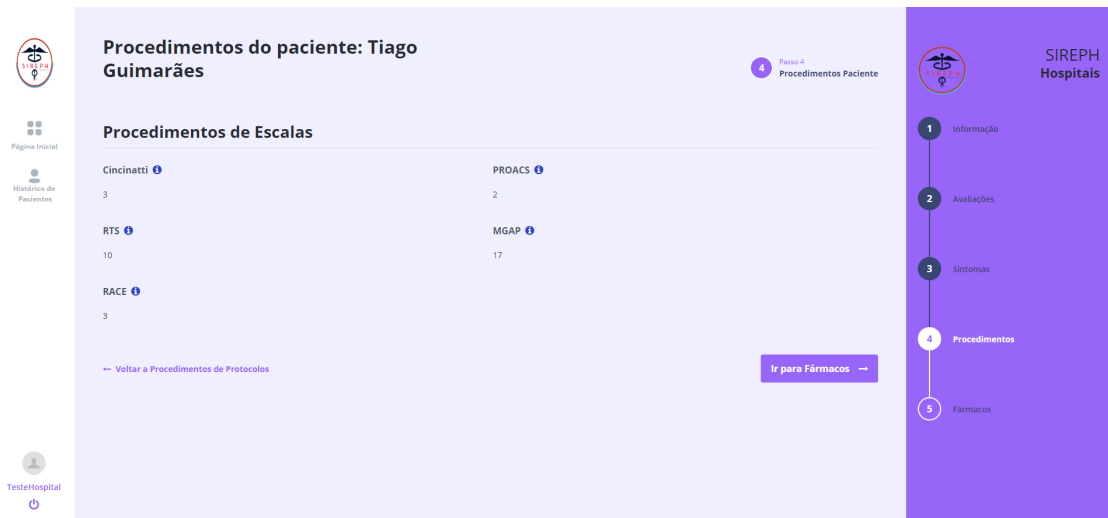 SIREPH
Página Inicial
Histórico de
Pacientes
TesteHospital
Procedimentos do paciente: Tiago
Guimarães
4
Passo 4
Procedimentos Paciente
Procedimentos de Escalas
Cincinatti
3
PROACS
2
RTS
10
MGAP
17
RACE
3
← Voltar a Procedimentos de Protocolos
Ir para Fármacos →
SIREPH
SIREPH
Hospitais
1 Informação
2 Avaliações
3 Sintomas
4 Procedimentos
5 Fármacos